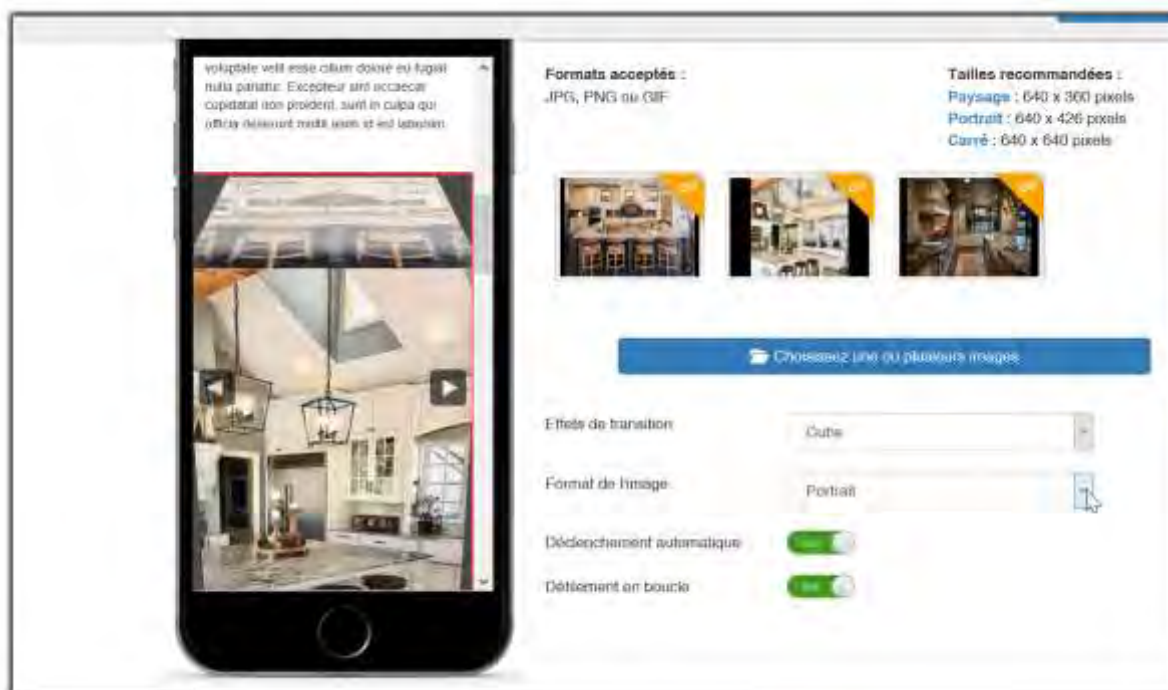 voluptate velit esse cillum dolore eu fugiat
nulla pariatur. Excepteur sint occaecat
cupidatat non proident, sunt in culpa qui
officia deserunt mollit anim id est laborum.
Formats acceptés :
JPG, PNG ou GIF
Tailles recommandées :
Paysage : 640 x 360 pixels
Portrait : 640 x 426 pixels
Carré : 640 x 640 pixels
Choisissez une ou plusieurs images
Effets de transition
Cube
Format de l'image
Portrait
Déclenchement automatique
Défilement en boucle